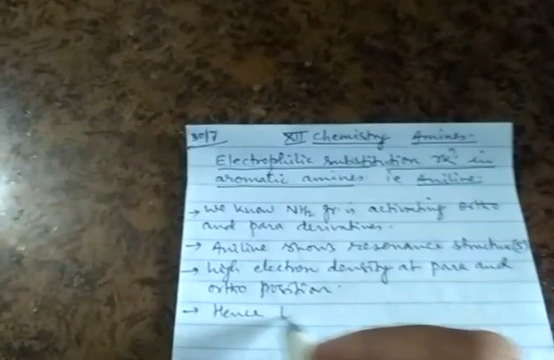 30/7 XII Chemistry Amines.
Electrophilic substitution rxn in
aromatic amines ie Aniline.
→ We know NH2 gr is activating ortho
and para derivatives.
→ Aniline shows resonance structure(s)
→ high electron density at para and
ortho position.
→ Hence